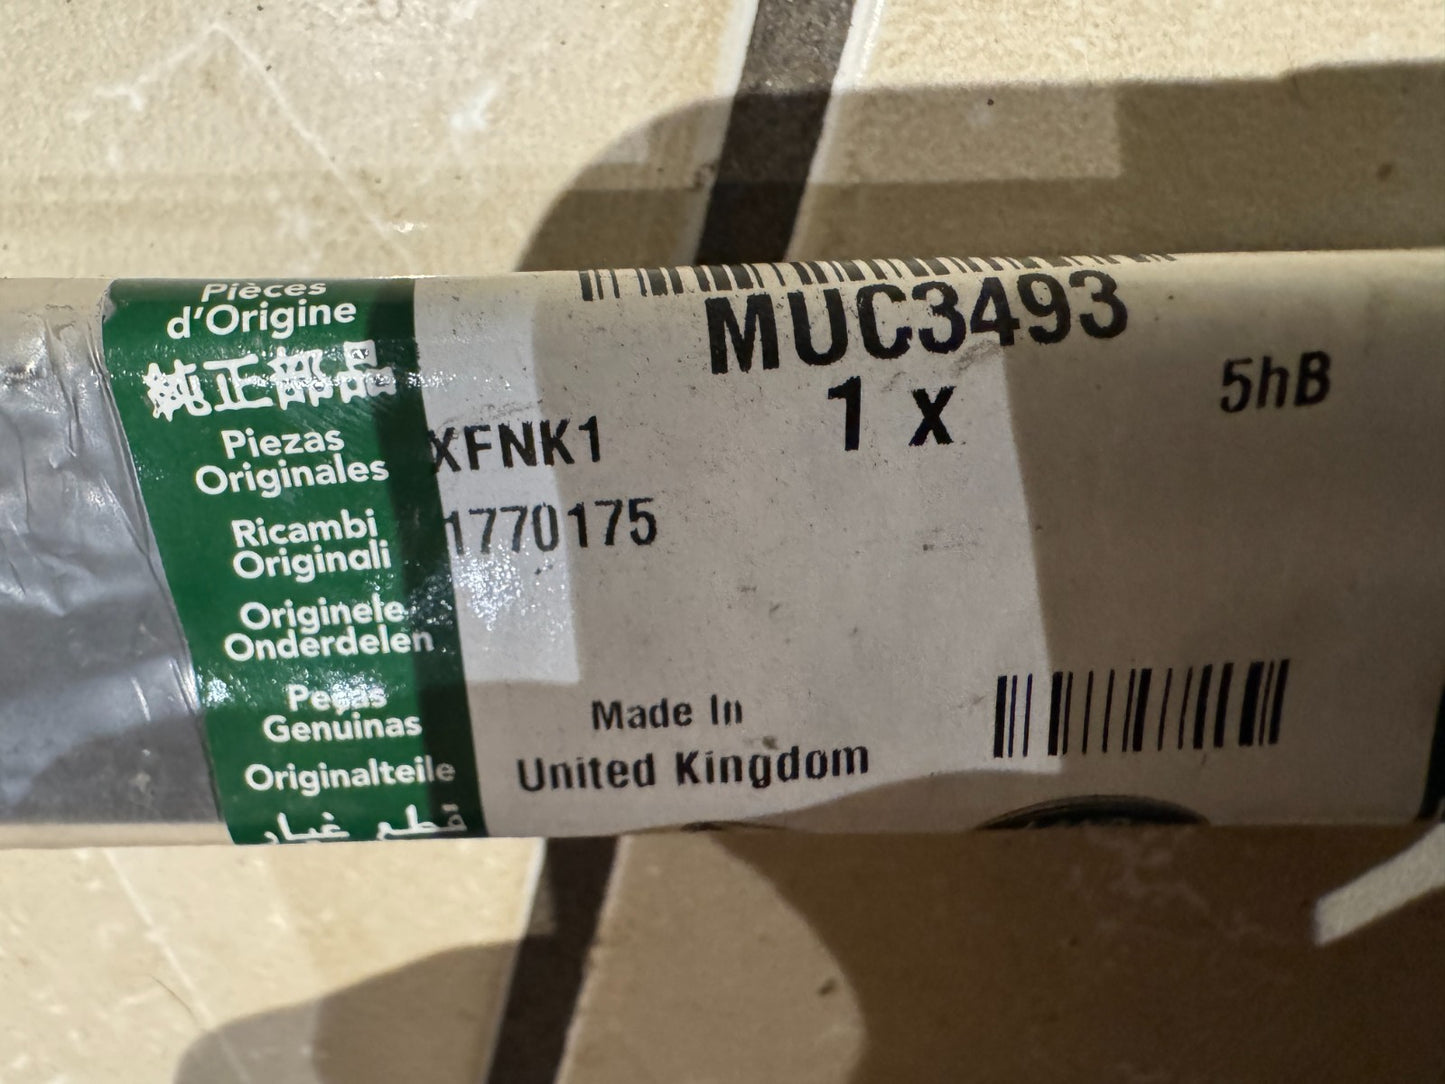 Pièces
d'Origine
純正部品
Piezas
Originales
Ricambi
Originali
Originele
Onderdelen
Peças
Genuinas
Originalteile
قطع غيار
MUC3493
1 x
5hB
XFNK1
1770175
Made In
United Kingdom